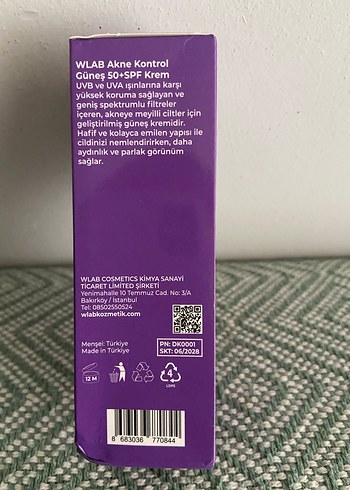 WLAB Akne Kontrol
Güneş 50+SPF Krem
UVB ve UVA ışınlarına karşı
yüksek koruma sağlayan ve
geniş spektrumlu filtreler
içeren, akneye meyilli ciltler için
geliştirilmiş güneş kremidir.
Hafif ve kolayca emilen yapısı ile
cildinizi nemlendirirken, daha
aydınlık ve parlak görünüm
sağlar.
WLAB COSMETICS KİMYA SANAYİ
TİCARET LİMİTED ŞİRKETİ
Yenimahalle 10 Temmuz Cad. No: 3/A
Bakırköy / İstanbul
Tel: 08502550524
wlabkozmetik.com
Menşei: Türkiye
Made in Türkiye
PN: DK0001
SKT: 06/2028
12 M
4
LDPE
8 683036 770844